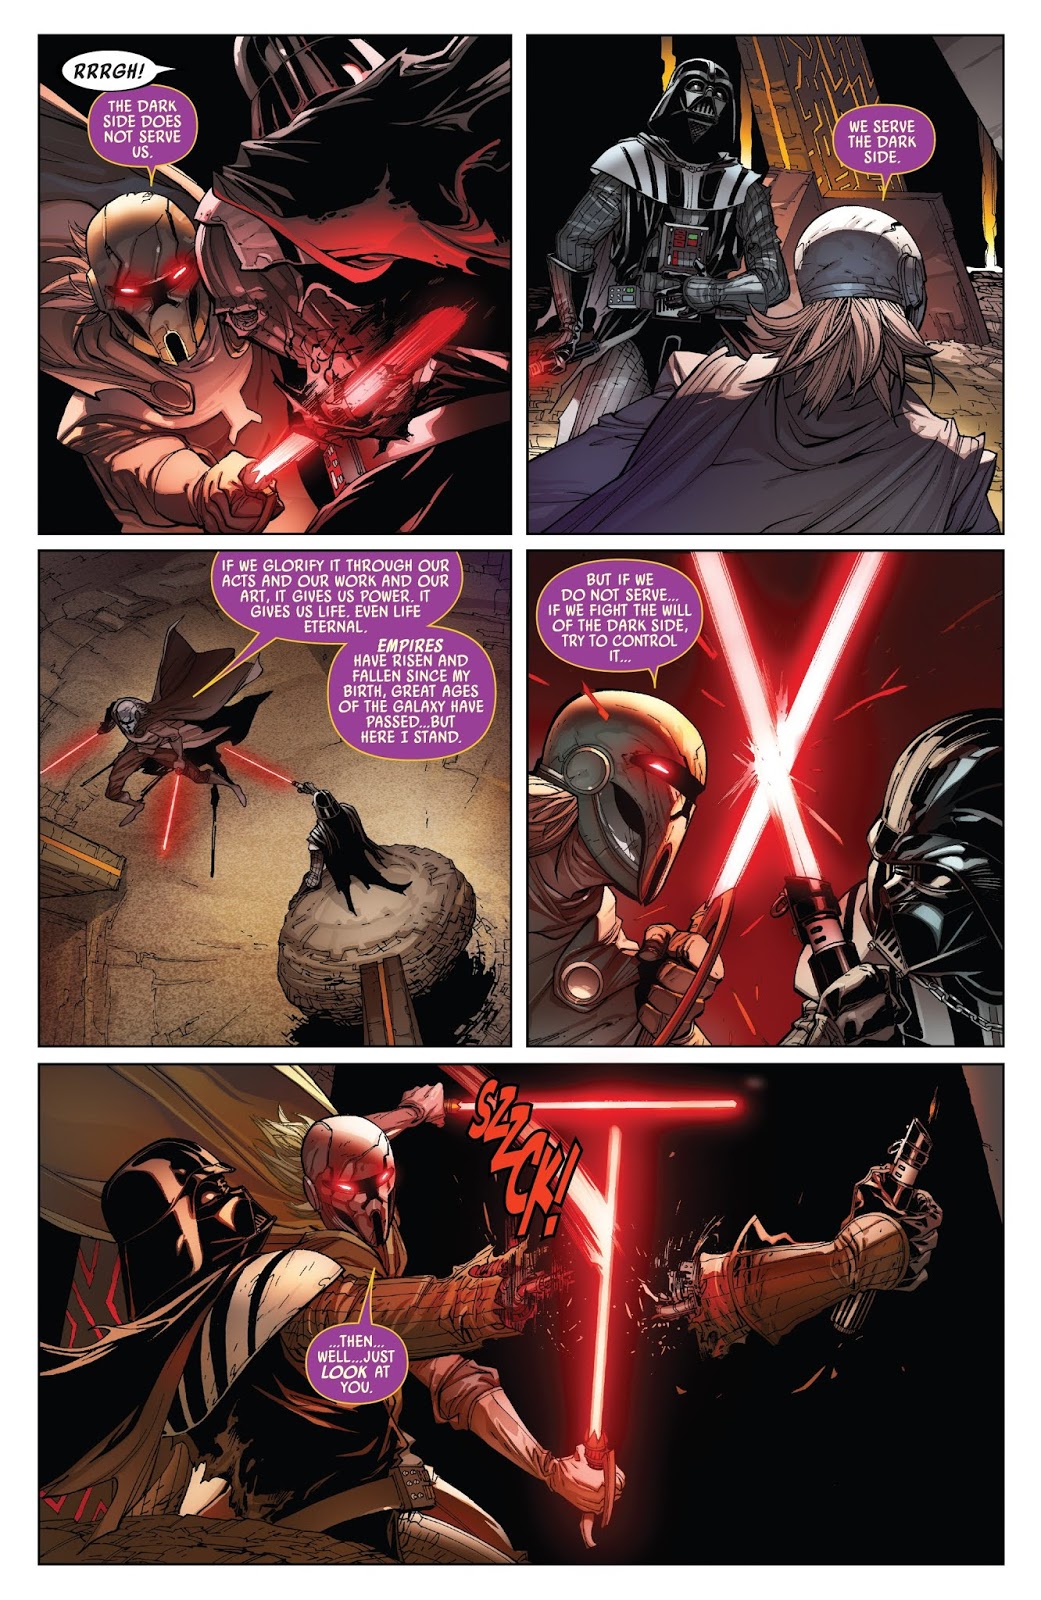 RRRGH!
THE DARK
SIDE DOES
NOT SERVE
US.
WE SERVE
THE DARK
SIDE.
IF WE GLORIFY IT THROUGH OUR
ACTS AND OUR WORK AND OUR
ART, IT GIVES US POWER. IT
GIVES US LIFE. EVEN LIFE
ETERNAL.
EMPIRES
HAVE RISEN AND
FALLEN SINCE MY
BIRTH, GREAT AGES
OF THE GALAXY HAVE
PASSED...BUT
HERE I STAND.
BUT IF WE
DO NOT SERVE...
IF WE FIGHT THE WILL
OF THE DARK SIDE,
TRY TO CONTROL
IT...
SZZCK!
...THEN...
WELL...JUST
LOOK AT
YOU.